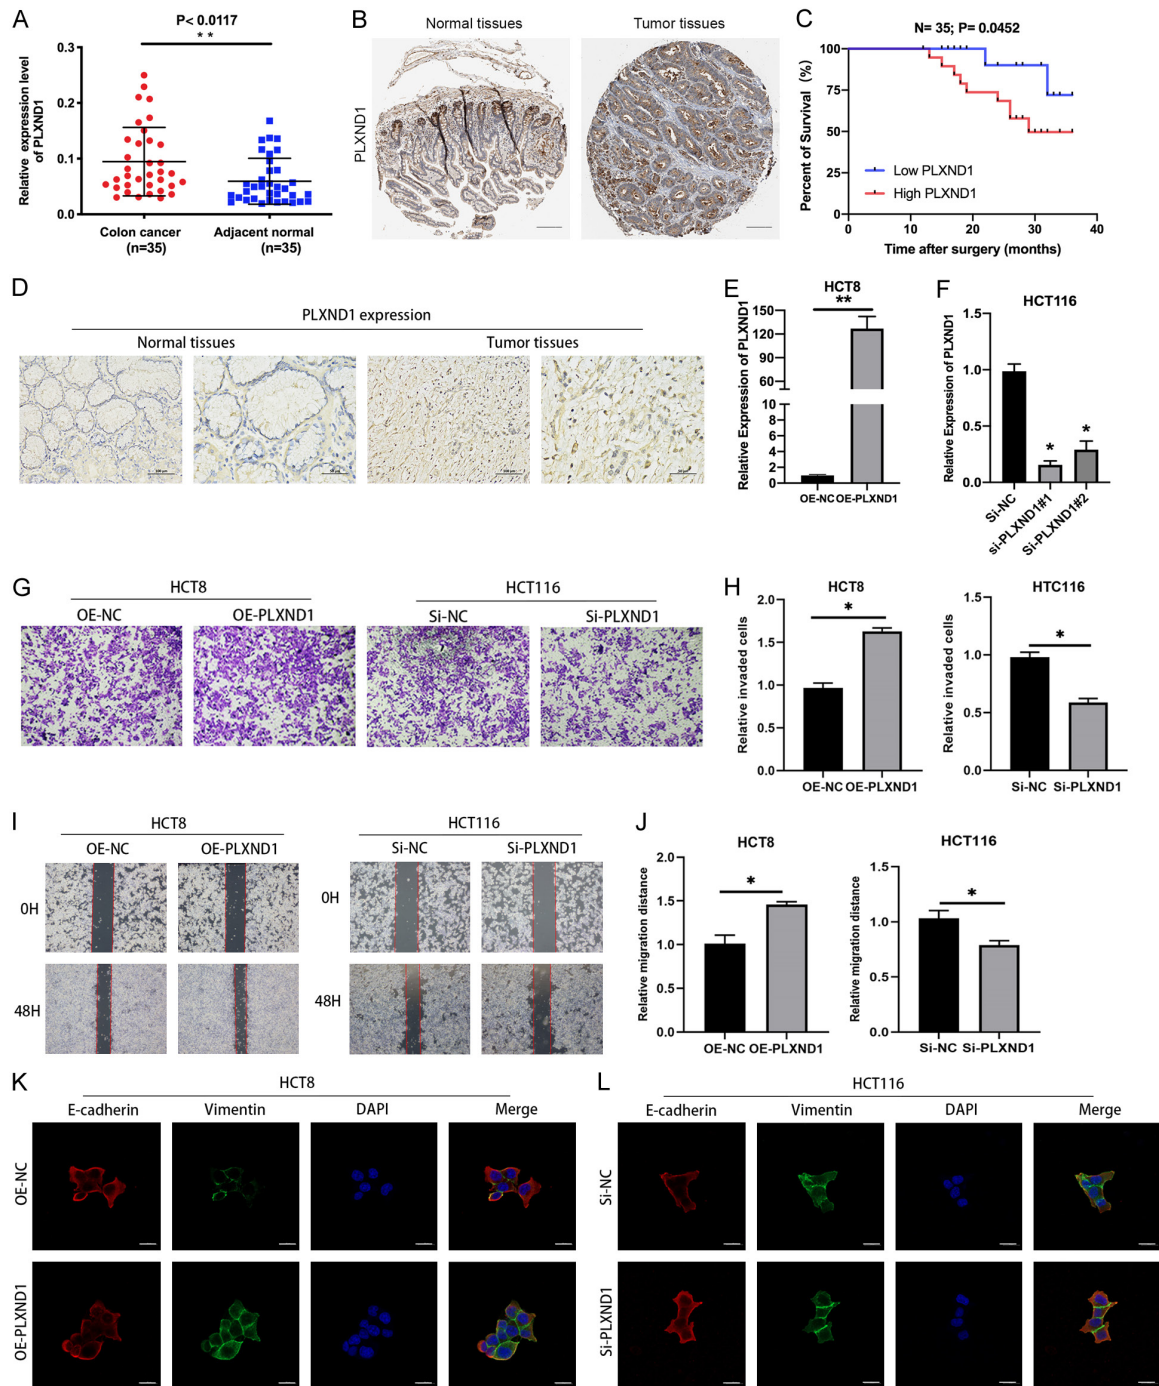 A
P< 0.0117
**
Relative expression level
of PLXND1
0.3
0.2
0.1
0.0
Colon cancer
(n=35)
Adjacent normal
(n=35)
B
Normal tissues
Tumor tissues
PLXND1
C
N= 35; P= 0.0452
Percent of Survival (%)
100
75
50
25
0
Low PLXND1
High PLXND1
0
10
20
30
40
Time after surgery (months)
D
PLXND1 expression
Normal tissues
Tumor tissues
E
HCT8
**
Relative Expression of PLXND1
150
120
90
60
10
8
6
4
2
0
OE-NC OE-PLXND1
F
HCT116
Relative Expression of PLXND1
1.5
1.0
0.5
0.0
*
*
Si-NC
si-PLXND1#1
Si-PLXND1#2
G
HCT8
HCT116
OE-NC
OE-PLXND1
Si-NC
Si-PLXND1
H
HCT8
*
Relative invaded cells
2.0
1.5
1.0
0.5
0.0
OE-NC OE-PLXND1
HTC116
*
Relative invaded cells
1.5
1.0
0.5
0.0
Si-NC Si-PLXND1
I
HCT8
HCT116
OE-NC
OE-PLXND1
Si-NC
Si-PLXND1
0H
0H
48H
48H
J
HCT8
*
Relative migration distance
2.0
1.5
1.0
0.5
0.0
OE-NC OE-PLXND1
HCT116
*
Relative migration distance
1.5
1.0
0.5
0.0
Si-NC Si-PLXND1
K
HCT8
E-cadherin
Vimentin
DAPI
Merge
OE-NC
OE-PLXND1
L
HCT116
E-cadherin
Vimentin
DAPI
Merge
Si-NC
Si-PLXND1